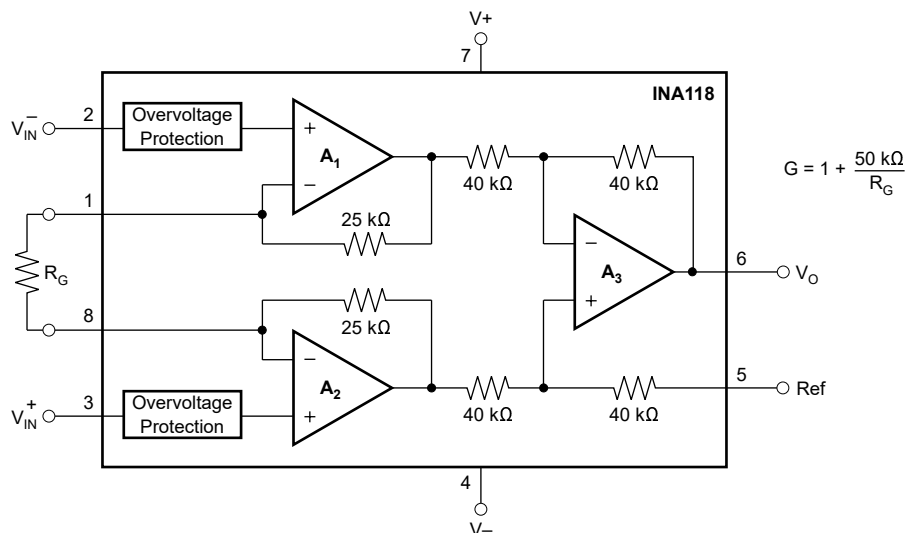 V+
7
INA118
2
Overvoltage
Protection
V_IN^–
+
A₁
–
40 kΩ
40 kΩ
G = 1 + 50 kΩ / R_G
1
25 kΩ
R_G
–
A₃
+
6
V_O
8
25 kΩ
–
A₂
+
40 kΩ
40 kΩ
5
Ref
3
V_IN^+
Overvoltage
Protection
4
V–